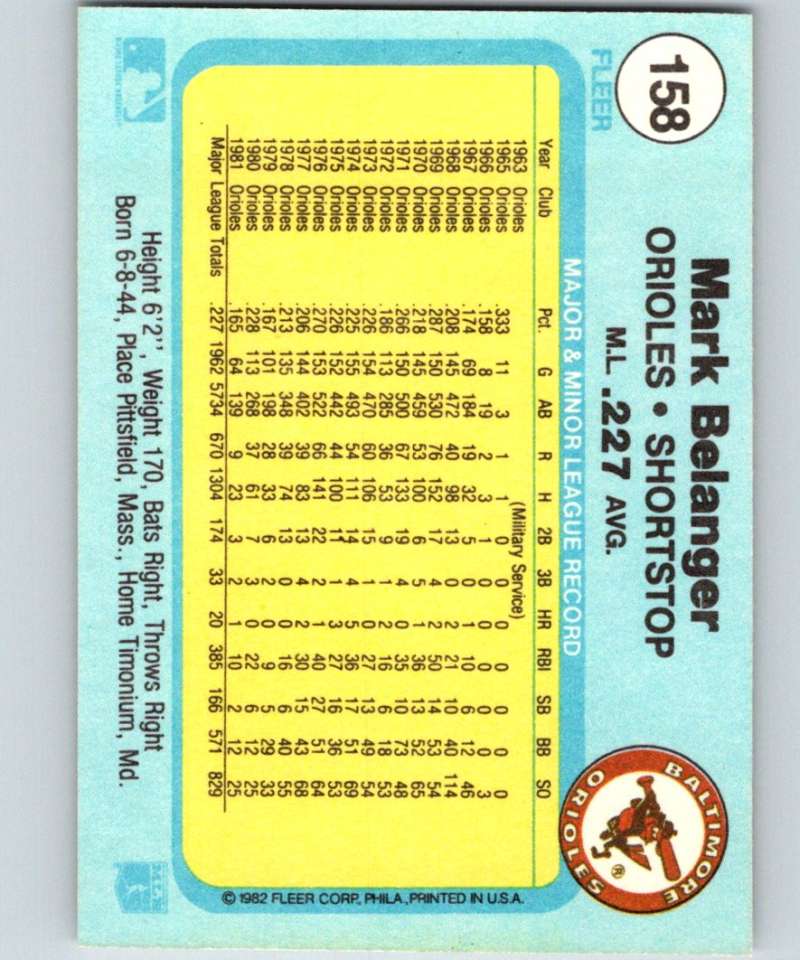 158
FLEER
Mark Belanger
ORIOLES • SHORTSTOP
M.L. .227 AVG.
BALTIMORE ORIOLES ®
MAJOR & MINOR LEAGUE RECORD
Year Club Pct. G AB R H 2B 3B HR RBI SB BB SO
1963 Orioles (Military Service)
1965 Orioles .333 11 3 1 1 0 0 0 0 0 0 0
1966 Orioles .158 8 19 2 3 1 0 0 0 0 0 3
1967 Orioles .174 69 184 19 32 5 0 1 10 6 12 46
1968 Orioles .208 145 472 40 98 13 0 2 21 10 40 114
1969 Orioles .287 150 530 76 152 17 4 2 50 14 53 54
1970 Orioles .218 145 459 53 100 6 5 1 36 13 52 65
1971 Orioles .266 150 500 67 133 19 4 0 35 10 73 48
1972 Orioles .186 113 285 36 53 9 1 2 16 6 18 53
1973 Orioles .226 154 470 60 106 15 1 0 27 13 49 54
1974 Orioles .225 155 493 54 111 14 4 5 36 17 51 69
1975 Orioles .226 152 442 44 100 11 1 3 27 16 36 53
1976 Orioles .270 153 522 66 141 22 2 1 40 27 51 64
1977 Orioles .206 144 402 39 83 13 4 2 30 15 43 68
1978 Orioles .213 135 348 39 74 13 0 0 16 6 40 55
1979 Orioles .167 101 198 28 33 6 2 0 9 5 29 33
1980 Orioles .228 113 268 37 61 7 3 0 22 6 12 25
1981 Orioles .165 64 139 9 23 3 2 1 10 2 12 25
Major League Totals .227 1962 5734 670 1304 174 33 20 385 166 571 829
© 1982 FLEER CORP., PHILA., PRINTED IN U.S.A.
Height 6'2", Weight 170, Bats Right, Throws Right
Born 6-8-44, Place Pittsfield, Mass., Home Timonium, Md.